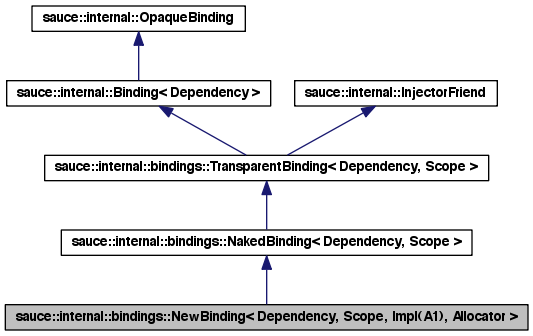 sauce::internal::OpaqueBinding
sauce::internal::Binding< Dependency >
sauce::internal::InjectorFriend
sauce::internal::bindings::TransparentBinding< Dependency, Scope >
sauce::internal::bindings::NakedBinding< Dependency, Scope >
sauce::internal::bindings::NewBinding< Dependency, Scope, Impl(A1), Allocator >